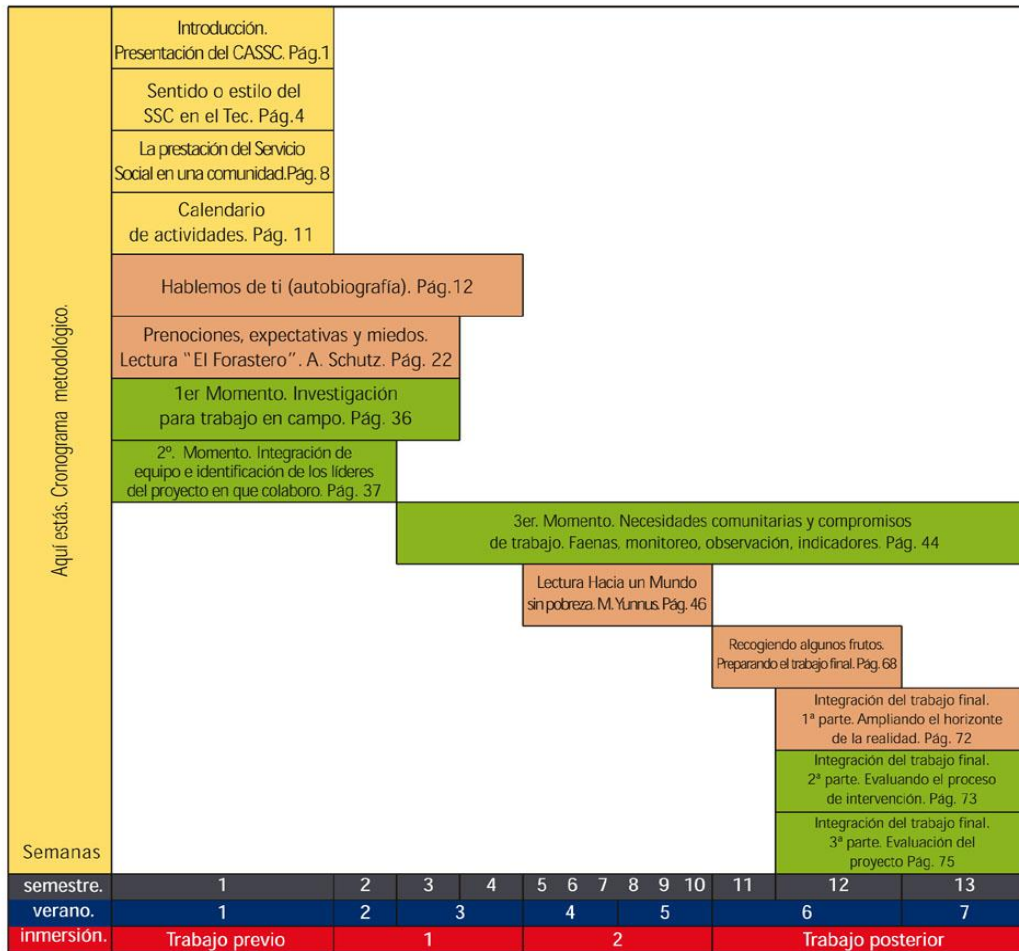 Aquí estás. Cronograma metodológico.
Introducción.
Presentación del CASSC. Pág.1
Sentido o estilo del
SSC en el Tec. Pág.4
La prestación del Servicio
Social en una comunidad.Pág. 8
Calendario
de actividades. Pág. 11
Hablemos de ti (autobiografía). Pág.12
Prenociones, expectativas y miedos.
Lectura "El Forastero". A. Schutz. Pág. 22
1er Momento. Investigación
para trabajo en campo. Pág. 36
2º. Momento. Integración de
equipo e identificación de los líderes
del proyecto en que colaboro. Pág. 37
3er. Momento. Necesidades comunitarias y compromisos
de trabajo. Faenas, monitoreo, observación, indicadores. Pág. 44
Lectura Hacia un Mundo
sin pobreza. M. Yunnus. Pág. 46
Recogiendo algunos frutos.
Preparando el trabajo final. Pág. 68
Integración del trabajo final.
1ª parte. Ampliando el horizonte
de la realidad. Pág. 72
Integración del trabajo final.
2ª parte. Evaluando el proceso
de intervención. Pág. 73
Integración del trabajo final.
3ª parte. Evaluación del
proyecto Pág. 75
Semanas
semestre. 1 2 3 4 5 6 7 8 9 10 11 12 13
verano. 1 2 3 4 5 6 7
inmersión. Trabajo previo 1 2 Trabajo posterior